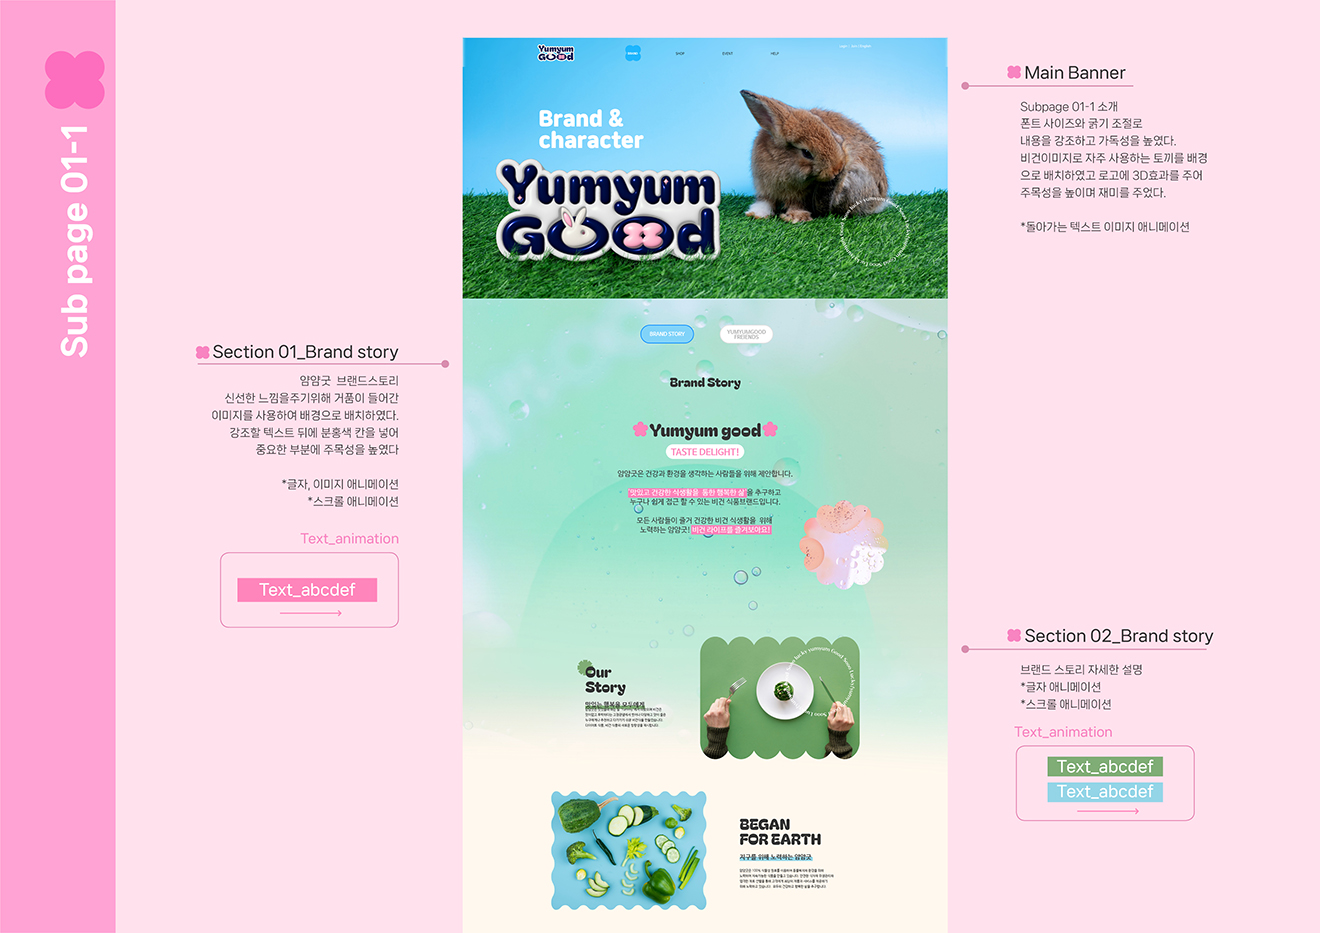 Sub page 01-1
Yumyum
GOOd
SHOP
EVENT
HELP
Brand &
character
Yumyum
GOOd
Main Banner
Subpage 01-1 소개
폰트 사이즈와 굵기 조절로
내용을 강조하고 가독성을 높였다.
비건이미지로 자주 사용하는 토끼를 배경
으로 배치하였고 로고에 3D효과를 주어
주목성을 높이며 재미를 주었다.
*돌아가는 텍스트 이미지 애니메이션
BRAND STORY
YUMYUMGOOD
FREIENDS
Section 01_Brand story
얌얌굿 브랜드스토리
신선한 느낌을주기위해 거품이 들어간
이미지를 사용하여 배경으로 배치하였다.
강조할 텍스트 뒤에 분홍색 칸을 넣어
중요한 부분에 주목성을 높였다
*글자, 이미지 애니메이션
*스크롤 애니메이션
Text_animation
Text_abcdef
Brand Story
Yumyum good
TASTE DELIGHT!
얌얌굿은 건강과 환경을 생각하는 사람들을 위해 제안합니다.
'맛있고 건강한 식생활을 통한 행복한 삶'을 추구하고
누구나 쉽게 접근 할 수 있는 비건 식품브랜드입니다.
모든 사람들이 즐거 건강한 비건 식생활을 위해
노력하는 얌얌굿! 비건 라이프를 즐겨보아요!
Our
Story
맛있는 행복을 모두에게
Section 02_Brand story
브랜드 스토리 자세한 설명
*글자 애니메이션
*스크롤 애니메이션
Text_animation
Text_abcdef
Text_abcdef
BEGAN
FOR EARTH
지구를 위해 노력하는 얌얌굿